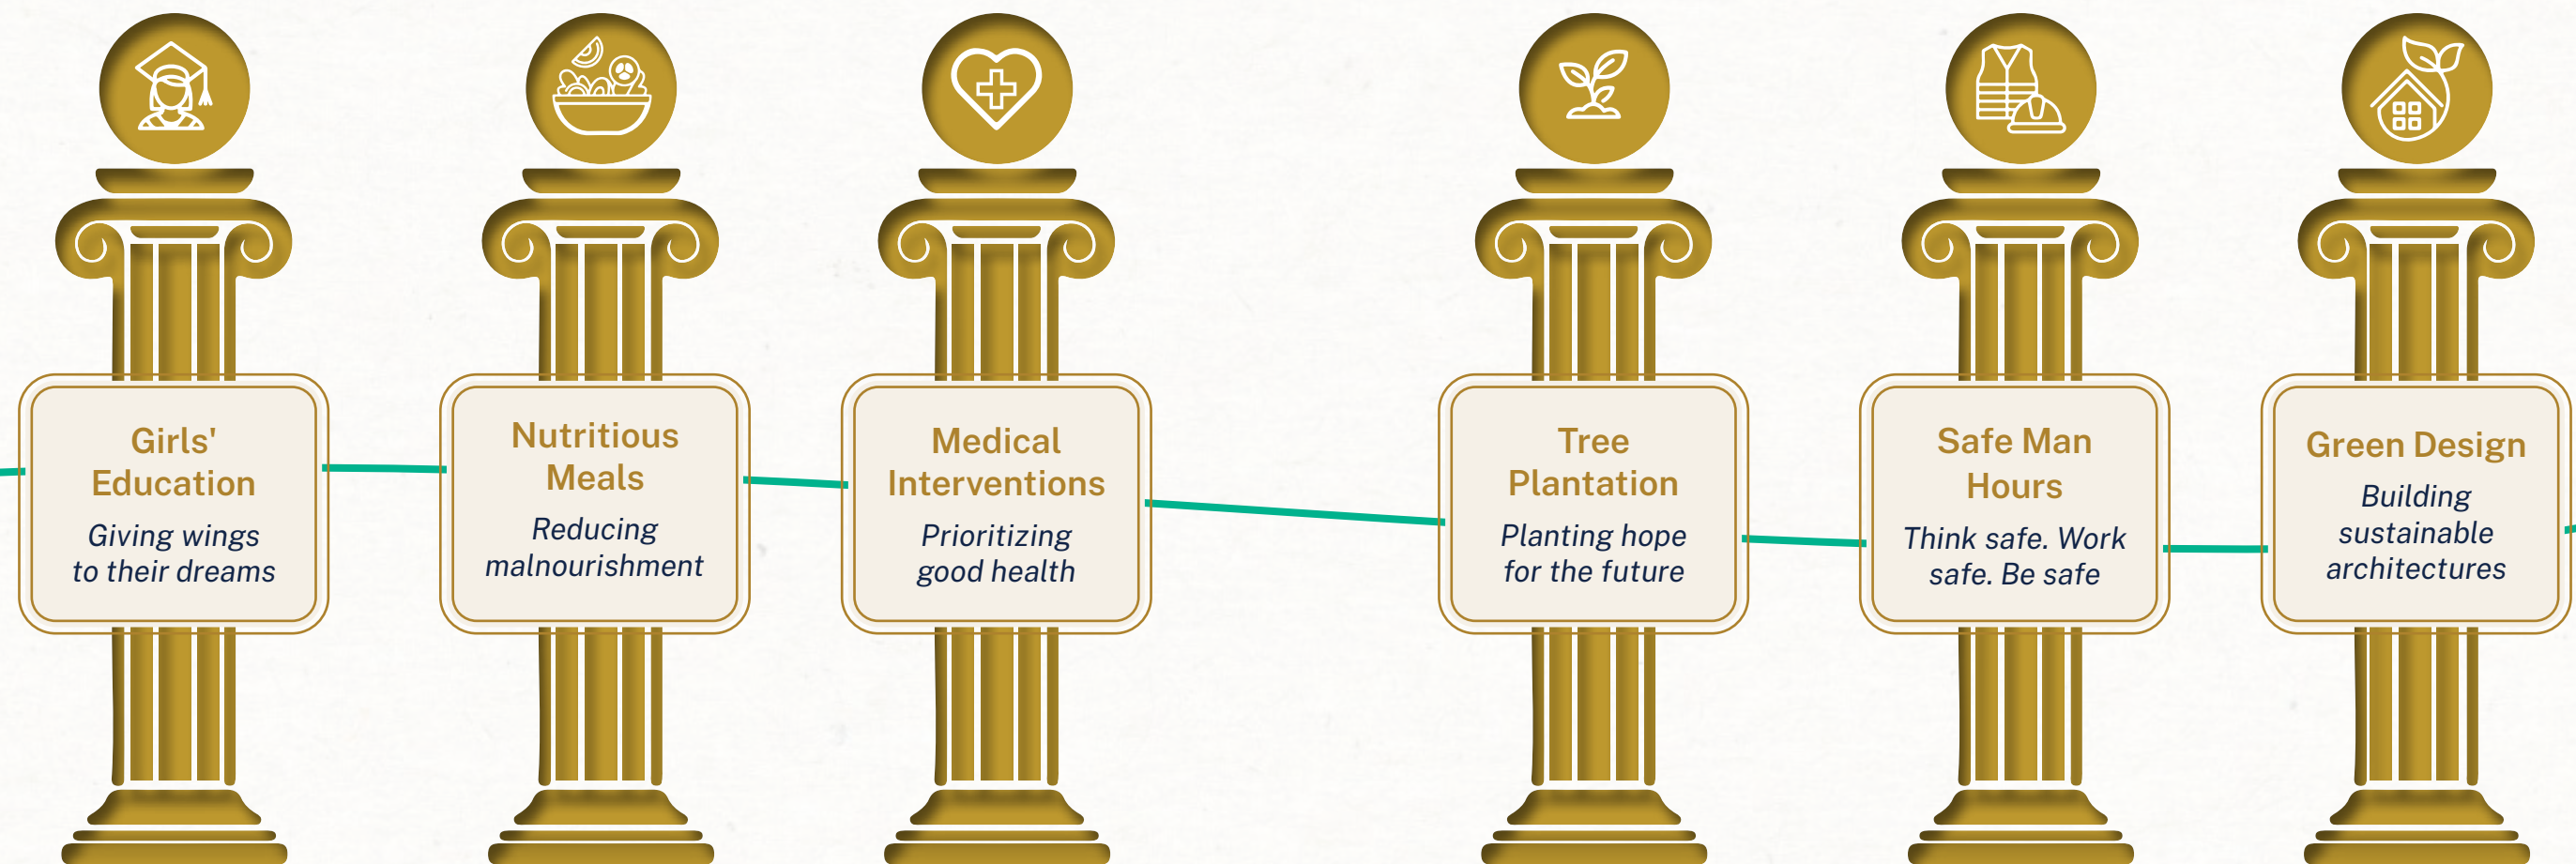 Girls'
Education
Giving wings
to their dreams
Nutritious
Meals
Reducing
malnourishment
Medical
Interventions
Prioritizing
good health
Tree
Plantation
Planting hope
for the future
Safe Man
Hours
Think safe. Work
safe. Be safe
Green Design
Building
sustainable
architectures